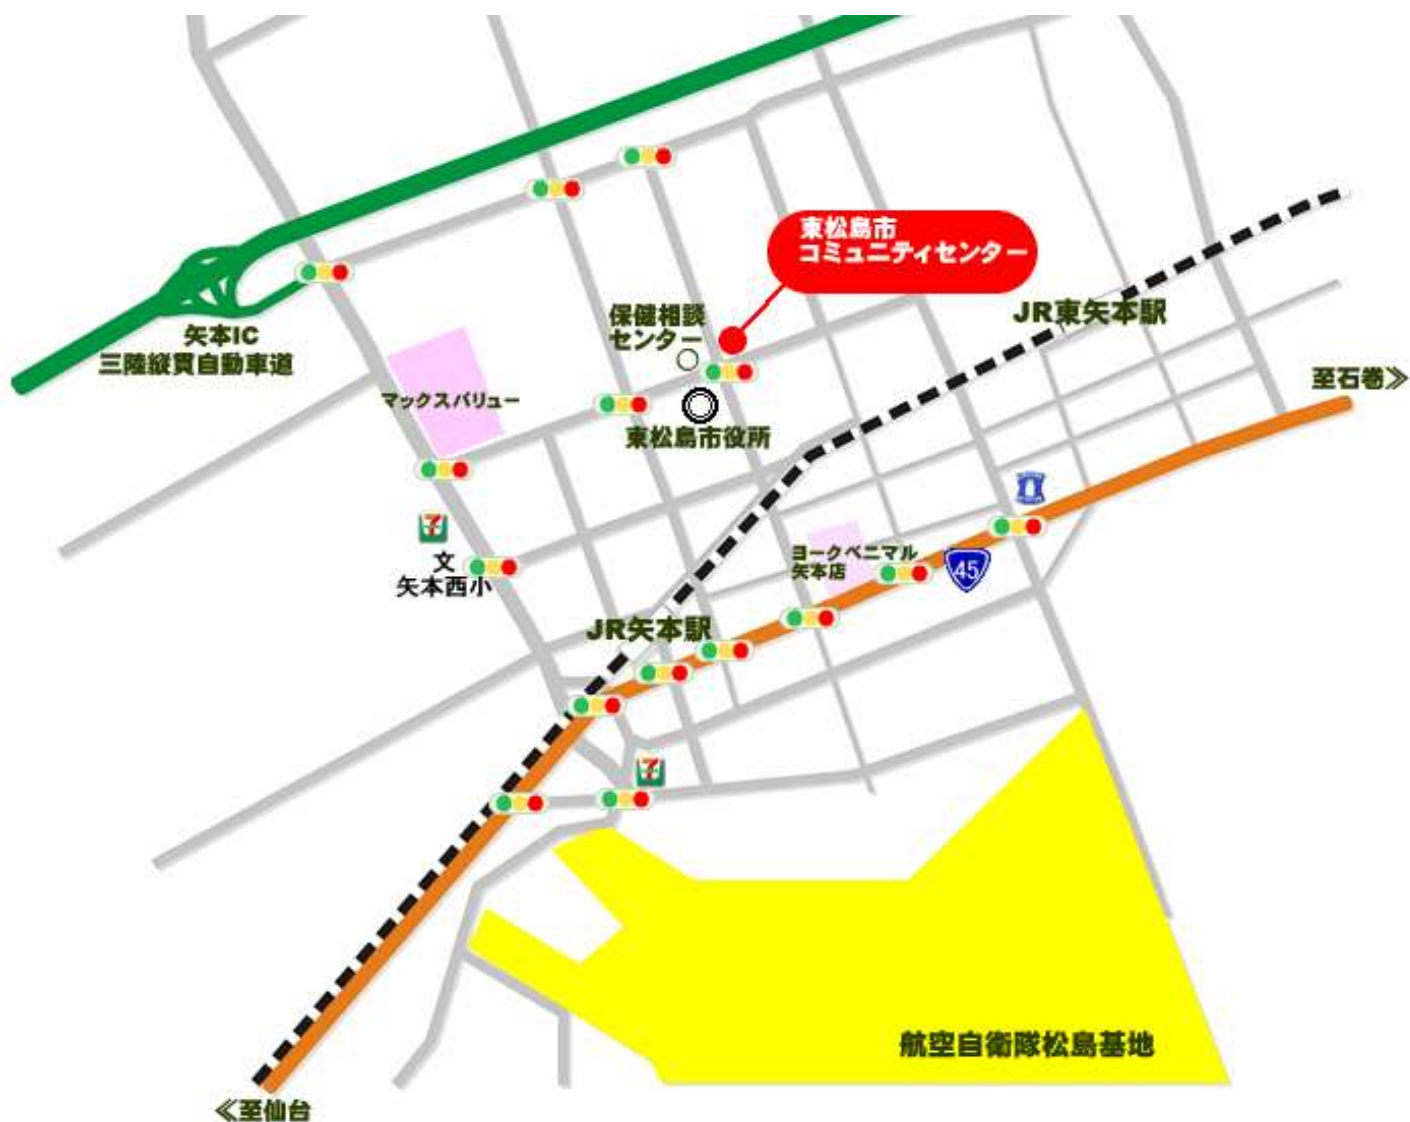 東松島市
コミュニティセンター
保健相談
センター
JR東矢本駅
矢本IC
三陸縦貫自動車道
至石巻≫
マックスバリュー
東松島市役所
7
文
矢本西小
ヨークベニマル
矢本店
45
JR矢本駅
7
航空自衛隊松島基地
≪至仙台